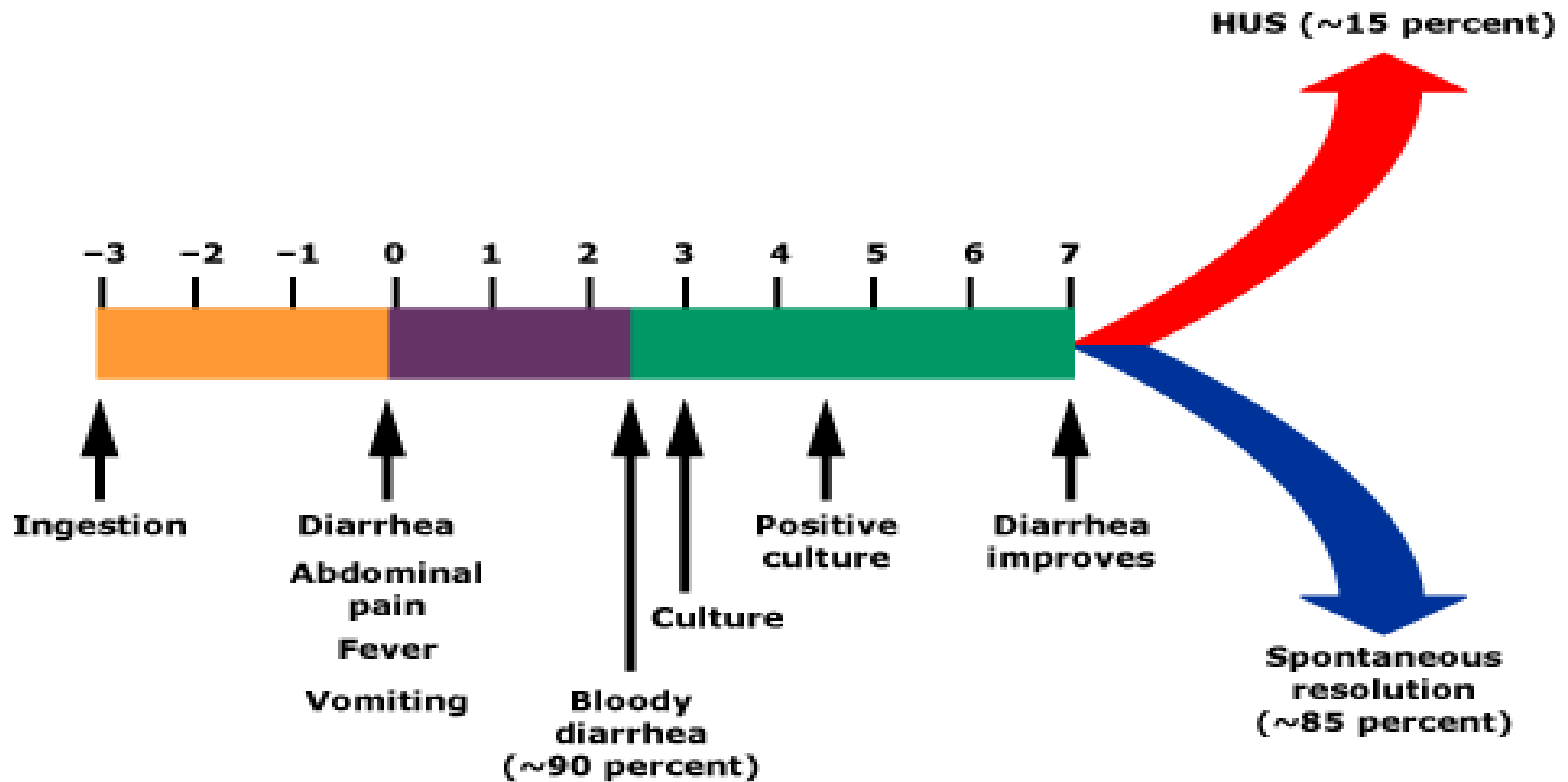 HUS (~15 percent)
−3 −2 −1 0 1 2 3 4 5 6 7
Ingestion
Diarrhea
Abdominal
pain
Fever
Vomiting
Bloody
diarrhea
(~90 percent)
Culture
Positive
culture
Diarrhea
improves
Spontaneous
resolution
(~85 percent)